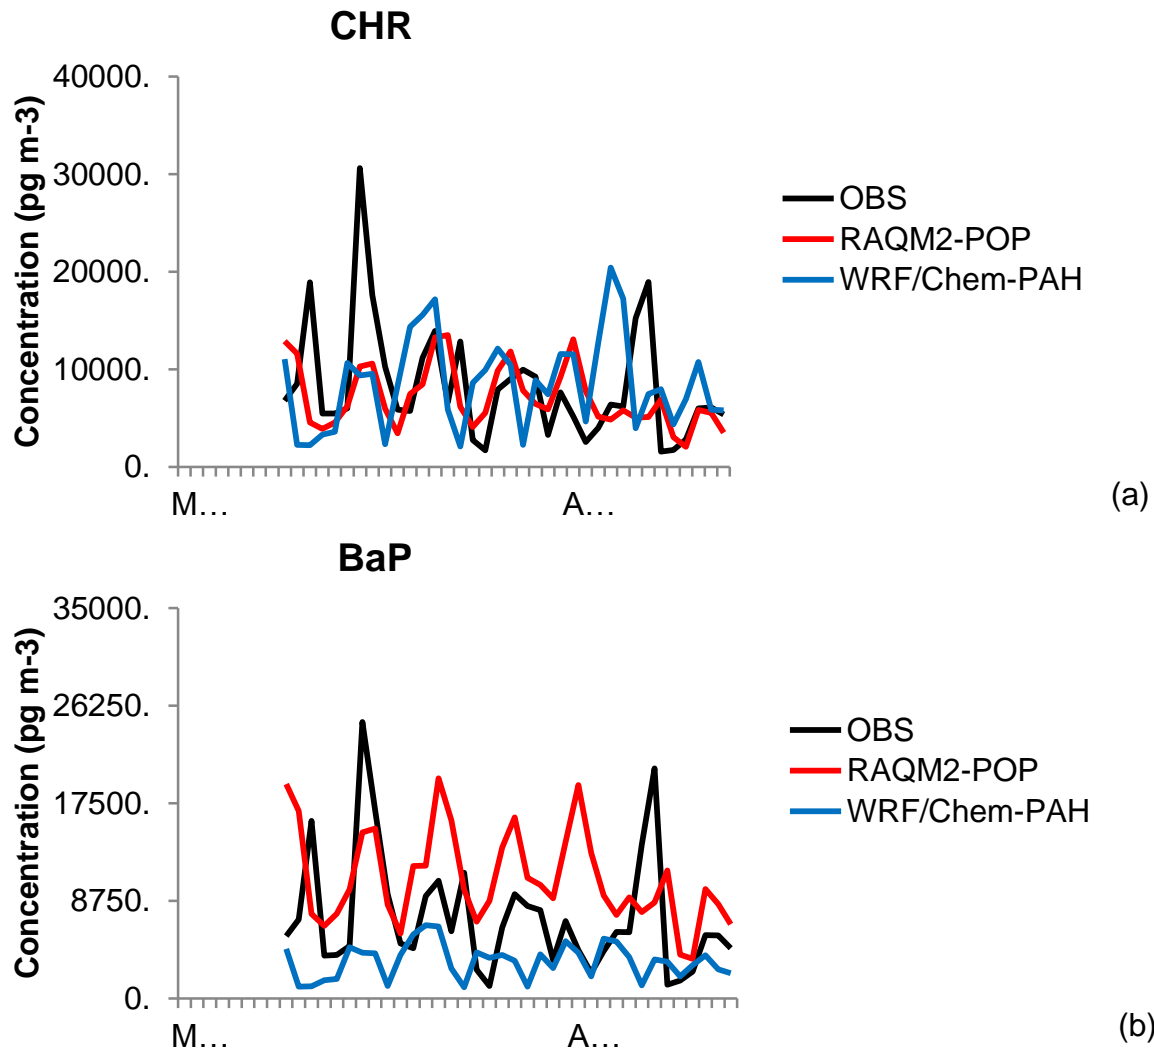 CHR
Concentration (pg m-3)
40000.
30000.
20000.
10000.
0.
M…
A…
OBS
RAQM2-POP
WRF/Chem-PAH
(a)
BaP
Concentration (pg m-3)
35000.
26250.
17500.
8750.
0.
M…
A…
OBS
RAQM2-POP
WRF/Chem-PAH
(b)